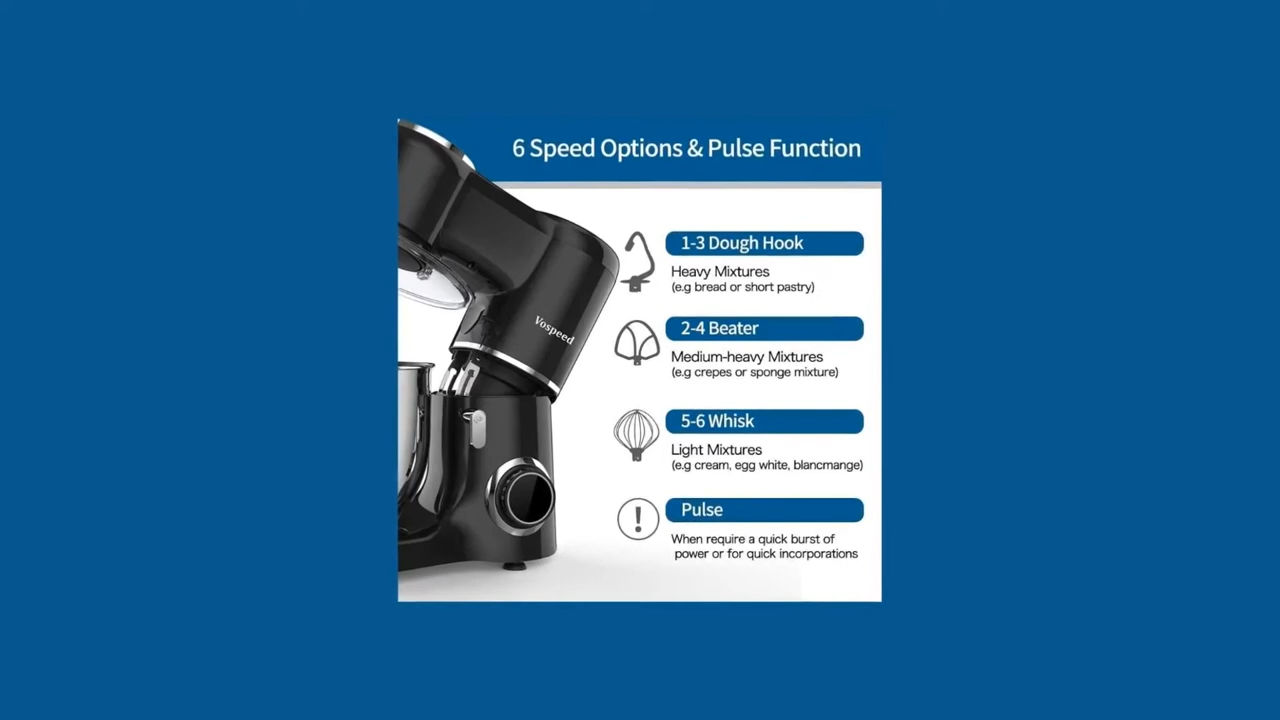 6 Speed Options & Pulse Function
1-3 Dough Hook
Heavy Mixtures
(e.g bread or short pastry)
Vospeed
2-4 Beater
Medium-heavy Mixtures
(e.g crepes or sponge mixture)
5-6 Whisk
Light Mixtures
(e.g cream, egg white, blancmange)
Pulse
When require a quick burst of
power or for quick incorporations